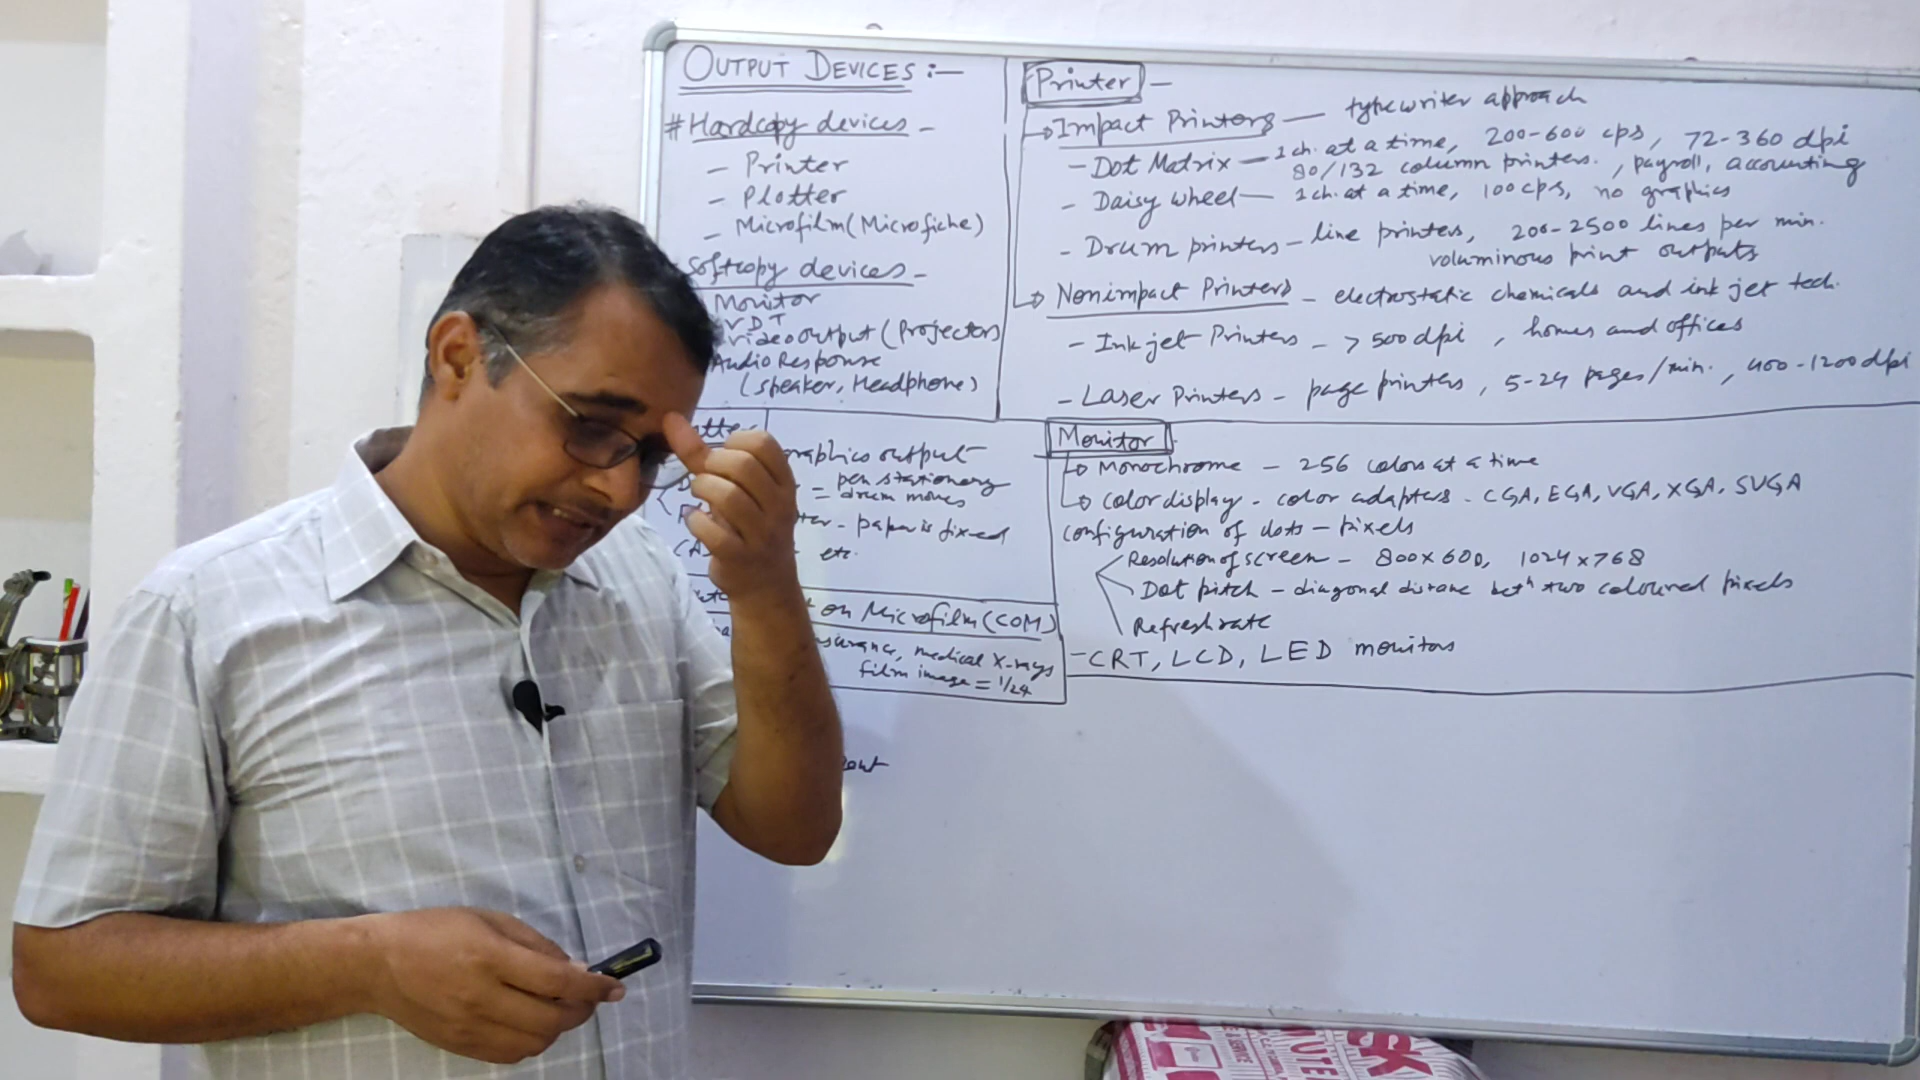 OUTPUT DEVICES :-
# Hardcopy devices -
- Printer
- Plotter
- Microfilm (Microfiche)
Softcopy devices -
Monitor
VDT
video output (Projectors
Audio Response
(speaker, Headphone)
Printer -
→ Impact Printers - typewriter approach
- Dot Matrix - 1 ch. at a time, 200-600 cps, 72-360 dpi
80/132 column printers. , payroll, accounting
- Daisy wheel - 1 ch. at a time, 100 cps, no graphics
- Drum printers - line printers, 200-2500 lines per min.
voluminous print outputs
→ Nonimpact Printers - electrostatic chemicals and ink jet tech.
- Ink jet Printers - > 500 dpi , homes and offices
- Laser Printers - page printers, 5-24 pages/min. , 400-1200 dpi
graphics output
= pen stationary
drum moves
- paper is fixed
etc.
on Microfilm (COM)
medical X-rays
film image = 1/24
Monitor
→ Monochrome - 256 colors at a time
→ color display - color adapters - CGA, EGA, VGA, XGA, SVGA
configuration of dots - pixels
Resolution of screen - 800x600, 1024x768
Dot pitch - diagonal distance betn two coloured pixels
Refresh rate
- CRT, LCD, LED monitors